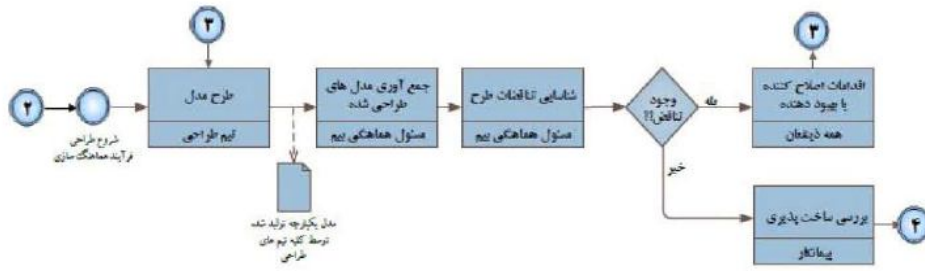 ۳
۳
۲
طرح مدل
تیم طراحی
جمع آوری مدل های
طراحی شده
مسئول هماهنگی بیم
شناسایی تناقضات طرح
مسئول هماهنگی بیم
وجود
تناقض؟!
بله
خیر
اقدامات اصلاح کننده
یا بهبود دهنده
همه ذینفعان
شروع طراحی
فرآیند هماهنگ سازی
مدل یکپارچه تولید شده
توسط کلیه تیم های
طراحی
بررسی ساخت پذیری
پیمانکار
۴